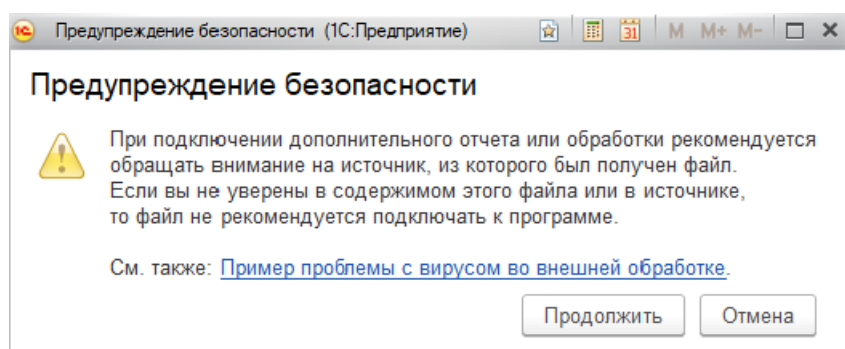 1С Предупреждение безопасности (1С:Предприятие) 31 M M+ M-
Предупреждение безопасности
При подключении дополнительного отчета или обработки рекомендуется
обращать внимание на источник, из которого был получен файл.
Если вы не уверены в содержимом этого файла или в источнике,
то файл не рекомендуется подключать к программе.
См. также: Пример проблемы с вирусом во внешней обработке.
Продолжить Отмена